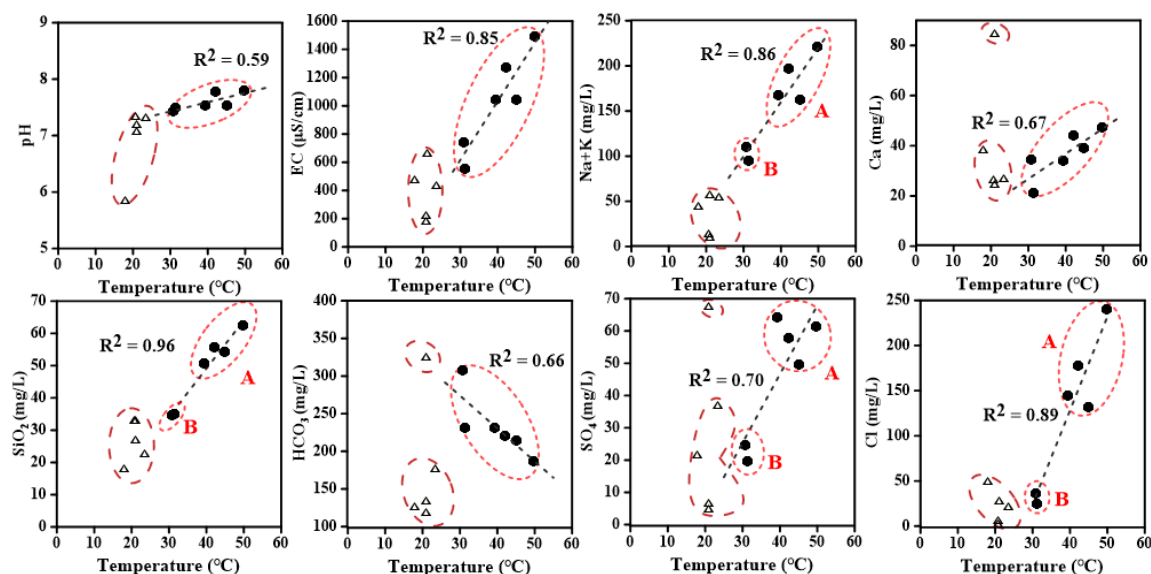 9
8
7
6
5
pH
R² = 0.59
0 10 20 30 40 50 60
Temperature (°C)
1600
1400
1200
1000
800
600
400
200
0
EC (µS/cm)
R² = 0.85
0 10 20 30 40 50 60
Temperature (°C)
250
200
150
100
50
0
Na+K (mg/L)
R² = 0.86
A
B
0 10 20 30 40 50 60
Temperature (°C)
80
60
40
20
0
Ca (mg/L)
R² = 0.67
0 10 20 30 40 50 60
Temperature (°C)
70
60
50
40
30
20
10
0
SiO₂ (mg/L)
R² = 0.96
A
B
0 10 20 30 40 50 60
Temperature (°C)
400
350
300
250
200
150
100
HCO₃ (mg/L)
R² = 0.66
0 10 20 30 40 50 60
Temperature (°C)
70
60
50
40
30
20
10
0
SO₄ (mg/L)
R² = 0.70
A
B
0 10 20 30 40 50 60
Temperature (°C)
250
200
150
100
50
0
Cl (mg/L)
A
R² = 0.89
B
0 10 20 30 40 50 60
Temperature (°C)